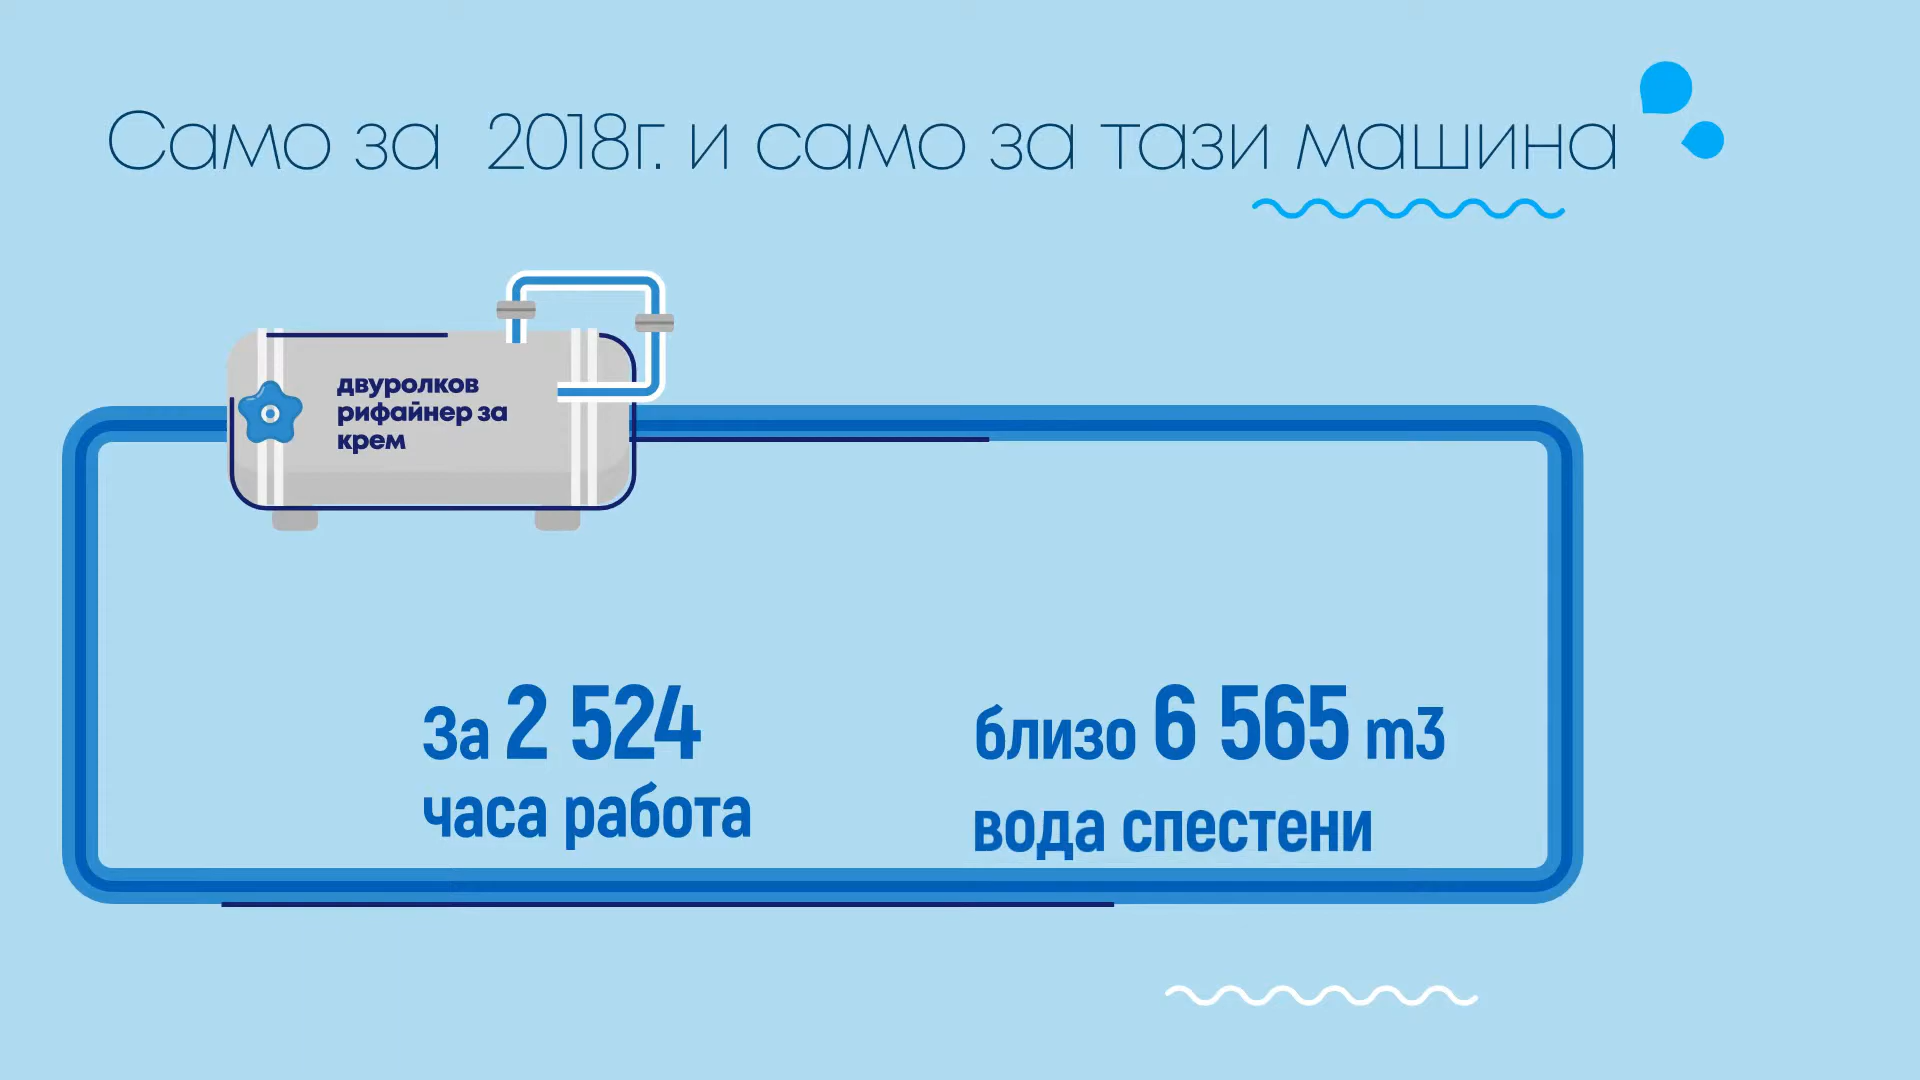 Само за 2018г. и само за тази машина
двуролков
рифайнер за
крем
За 2 524
часа работа
близо 6 565 m3
вода спестени